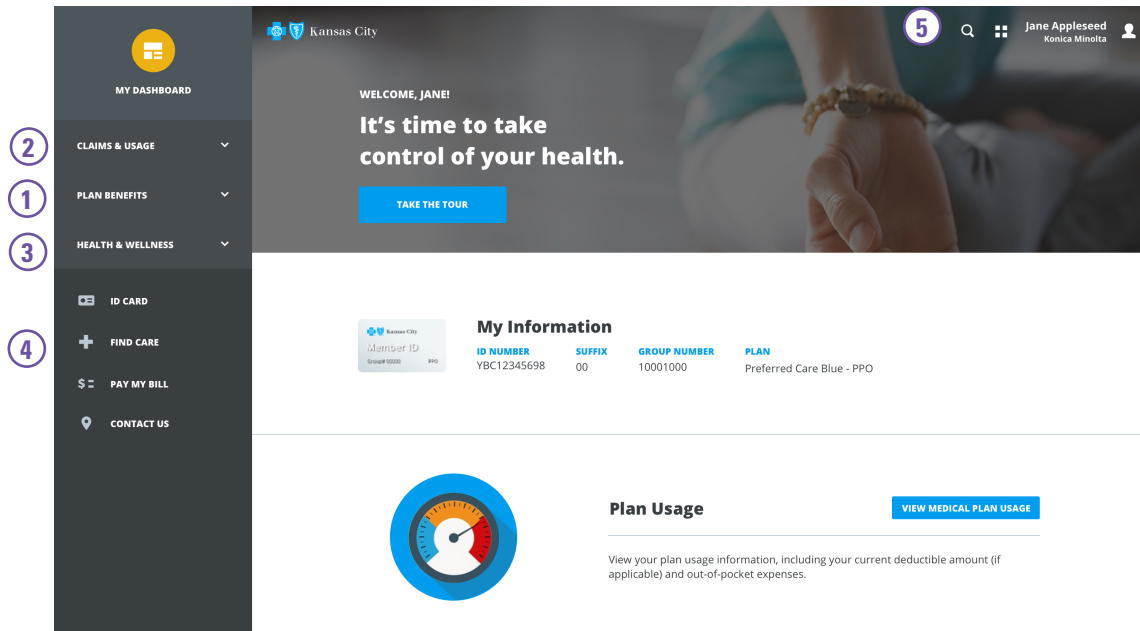 MY DASHBOARD
2
CLAIMS & USAGE
1
PLAN BENEFITS
3
HEALTH & WELLNESS
ID CARD
4
FIND CARE
$ PAY MY BILL
CONTACT US
Kansas City
5
Jane Appleseed
Konica Minolta
WELCOME, JANE!
It's time to take
control of your health.
TAKE THE TOUR
Kansas City
Member ID
Group# 00000 PPO
My Information
ID NUMBER SUFFIX GROUP NUMBER PLAN
YBC12345698 00 10001000 Preferred Care Blue - PPO
Plan Usage
VIEW MEDICAL PLAN USAGE
View your plan usage information, including your current deductible amount (if
applicable) and out-of-pocket expenses.